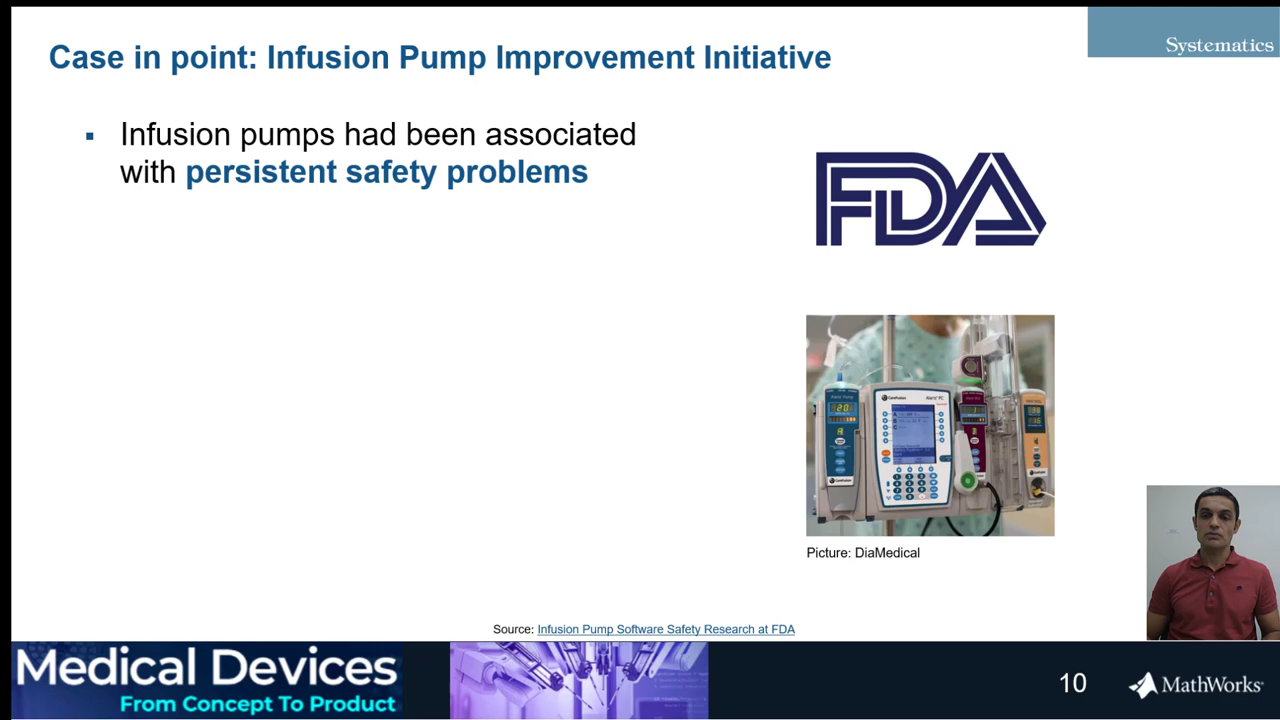 Case in point: Infusion Pump Improvement Initiative
Systematics
▪ Infusion pumps had been associated
with persistent safety problems
FDA
CareFusion
Picture: DiaMedical
Source: Infusion Pump Software Safety Research at FDA
Medical Devices
From Concept To Product
10
MathWorks